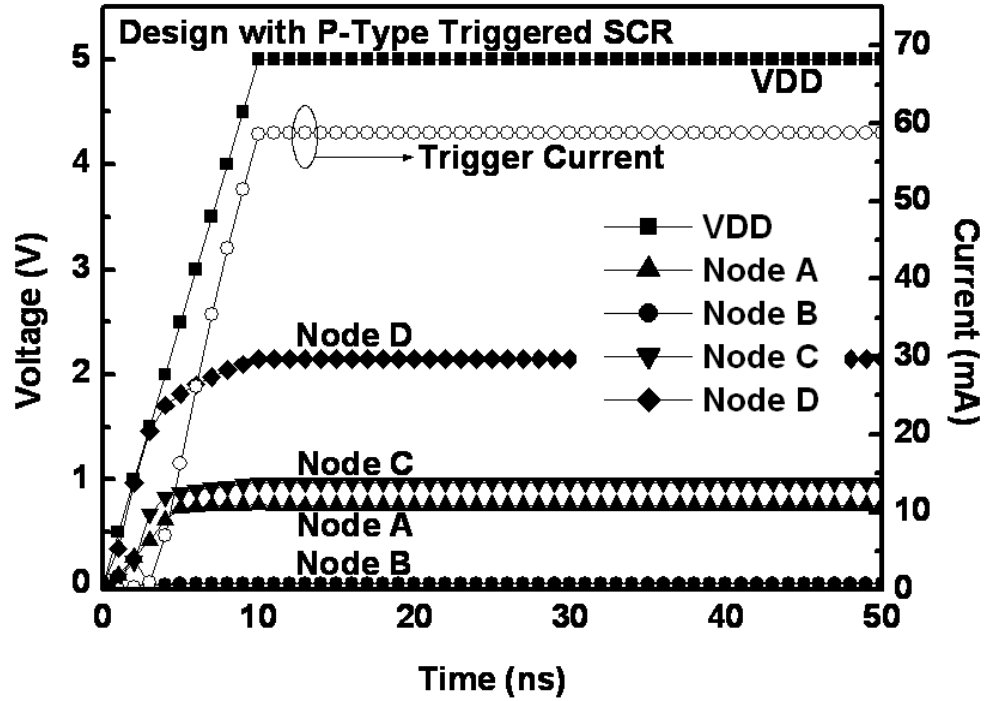 Design with P-Type Triggered SCR
5
4
3
2
1
0
Voltage (V)
70
60
50
40
30
20
10
0
Current (mA)
VDD
Trigger Current
VDD
Node A
Node B
Node C
Node D
Node D
Node C
Node A
Node B
0 10 20 30 40 50
Time (ns)